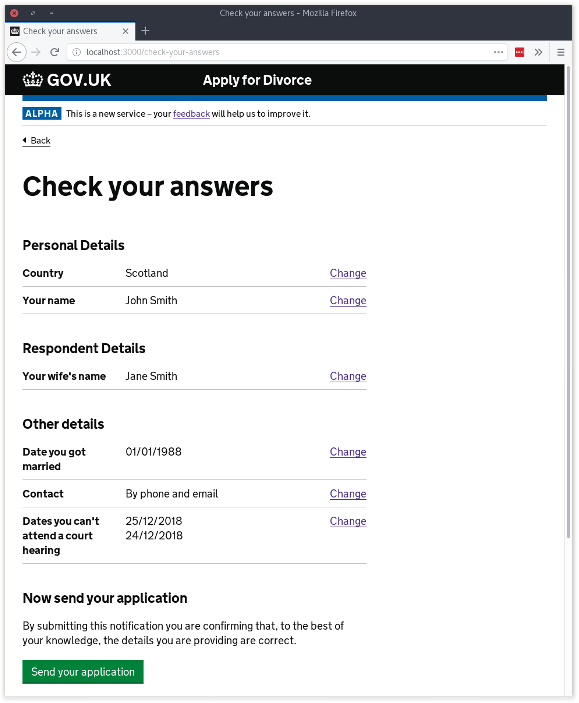 Check your answers - Mozilla Firefox
Check your answers
localhost:3000/check-your-answers
GOV.UK Apply for Divorce
ALPHA This is a new service – your feedback will help us to improve it.
Back
Check your answers
Personal Details
Country Scotland Change
Your name John Smith Change
Respondent Details
Your wife's name Jane Smith Change
Other details
Date you got 01/01/1988 Change
married
Contact By phone and email Change
Dates you can't 25/12/2018 Change
attend a court 24/12/2018
hearing
Now send your application
By submitting this notification you are confirming that, to the best of
your knowledge, the details you are providing are correct.
Send your application